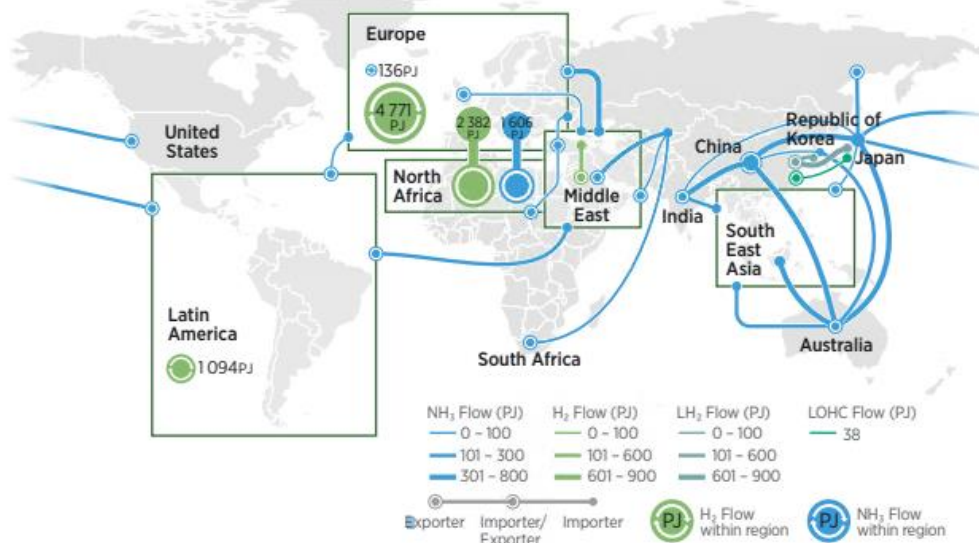 Europe
136PJ
4 771
PJ
2 382
PJ
1 606
PJ
United
States
North
Africa
Middle
East
China
Republic of
Korea
Japan
India
South
East
Asia
Latin
America
1 094PJ
South Africa
Australia
NH₃ Flow (PJ)
0 – 100
101 – 300
301 – 800
H₂ Flow (PJ)
0 – 100
101 – 600
601 – 900
LH₂ Flow (PJ)
0 – 100
101 – 600
601 – 900
LOHC Flow (PJ)
38
Exporter
Importer/
Exporter
Importer
PJ
H₂ Flow
within region
PJ
NH₃ Flow
within region